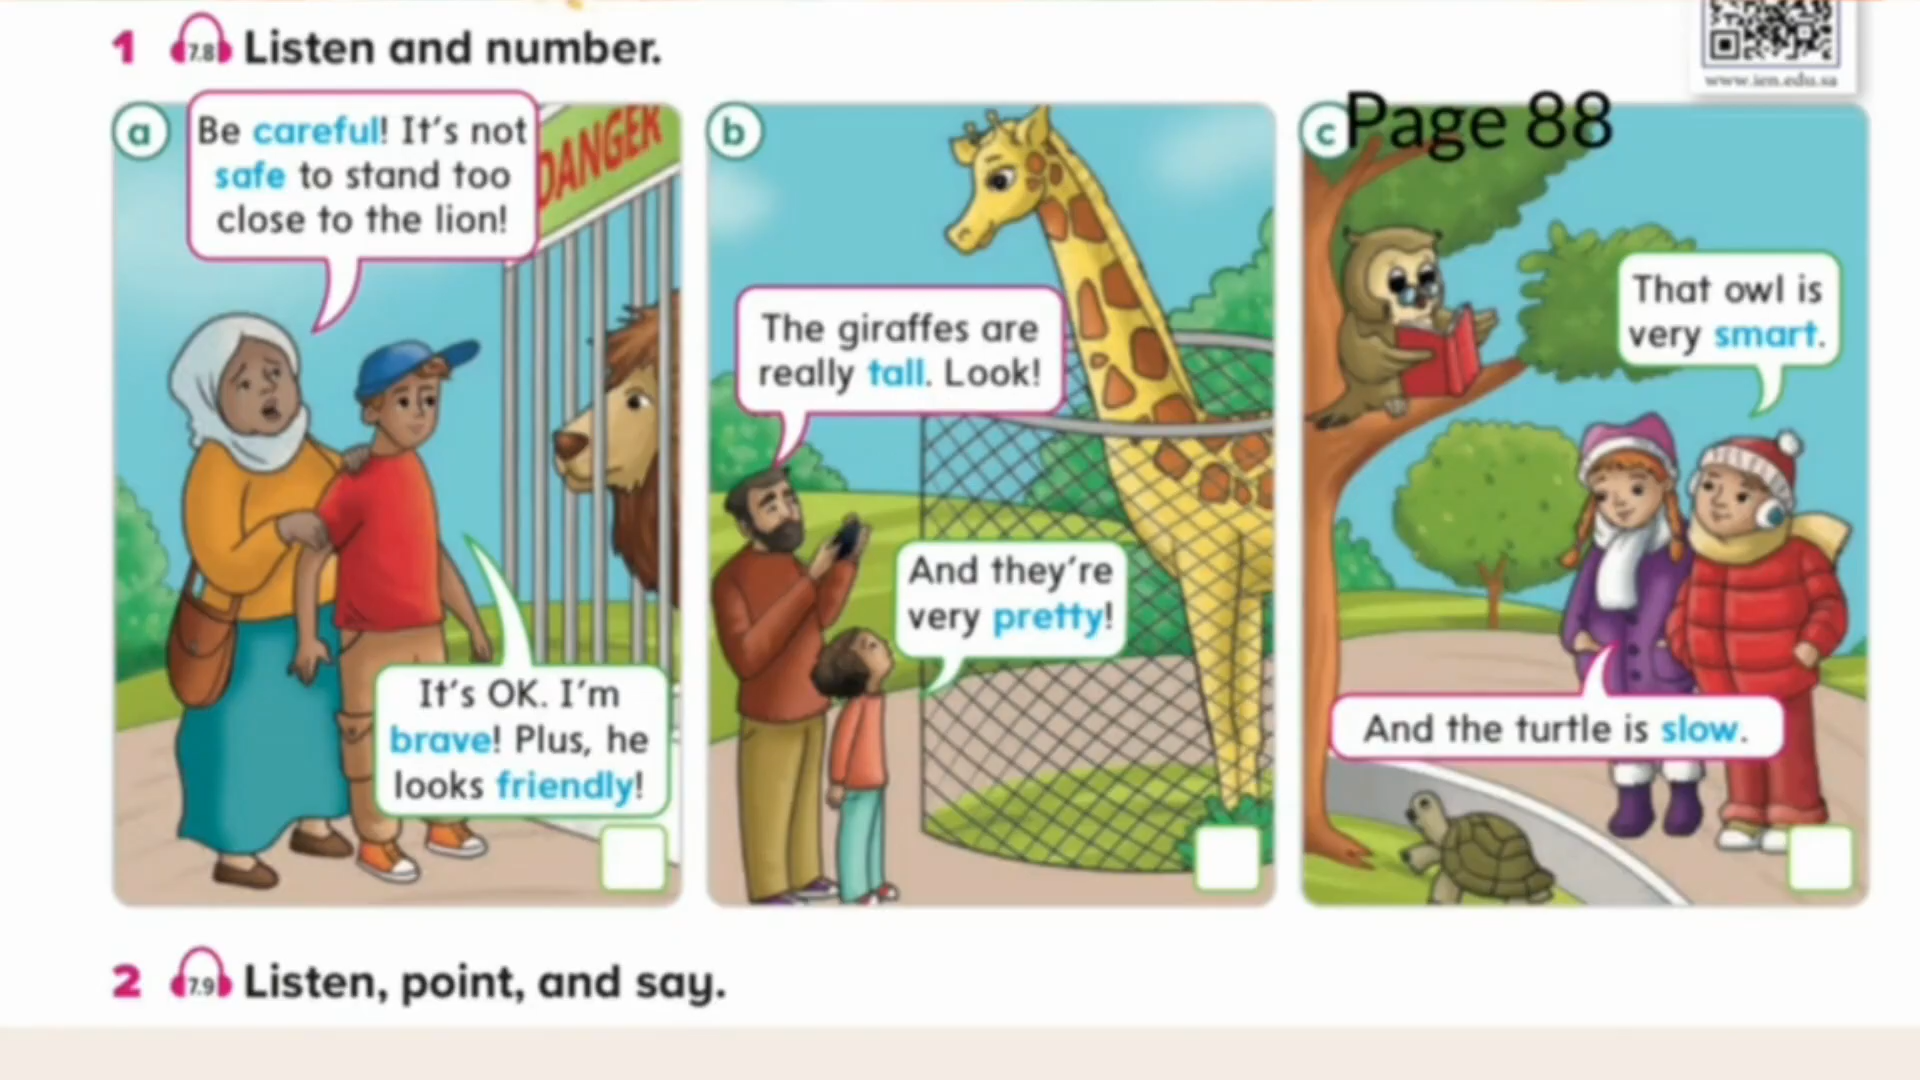 1 7.8 Listen and number.
www.ien.edu.sa
a
Be careful! It's not
safe to stand too
close to the lion!
DANGER
It's OK. I'm
brave! Plus, he
looks friendly!
b
The giraffes are
really tall. Look!
And they're
very pretty!
c
Page 88
That owl is
very smart.
And the turtle is slow.
2 7.9 Listen, point, and say.